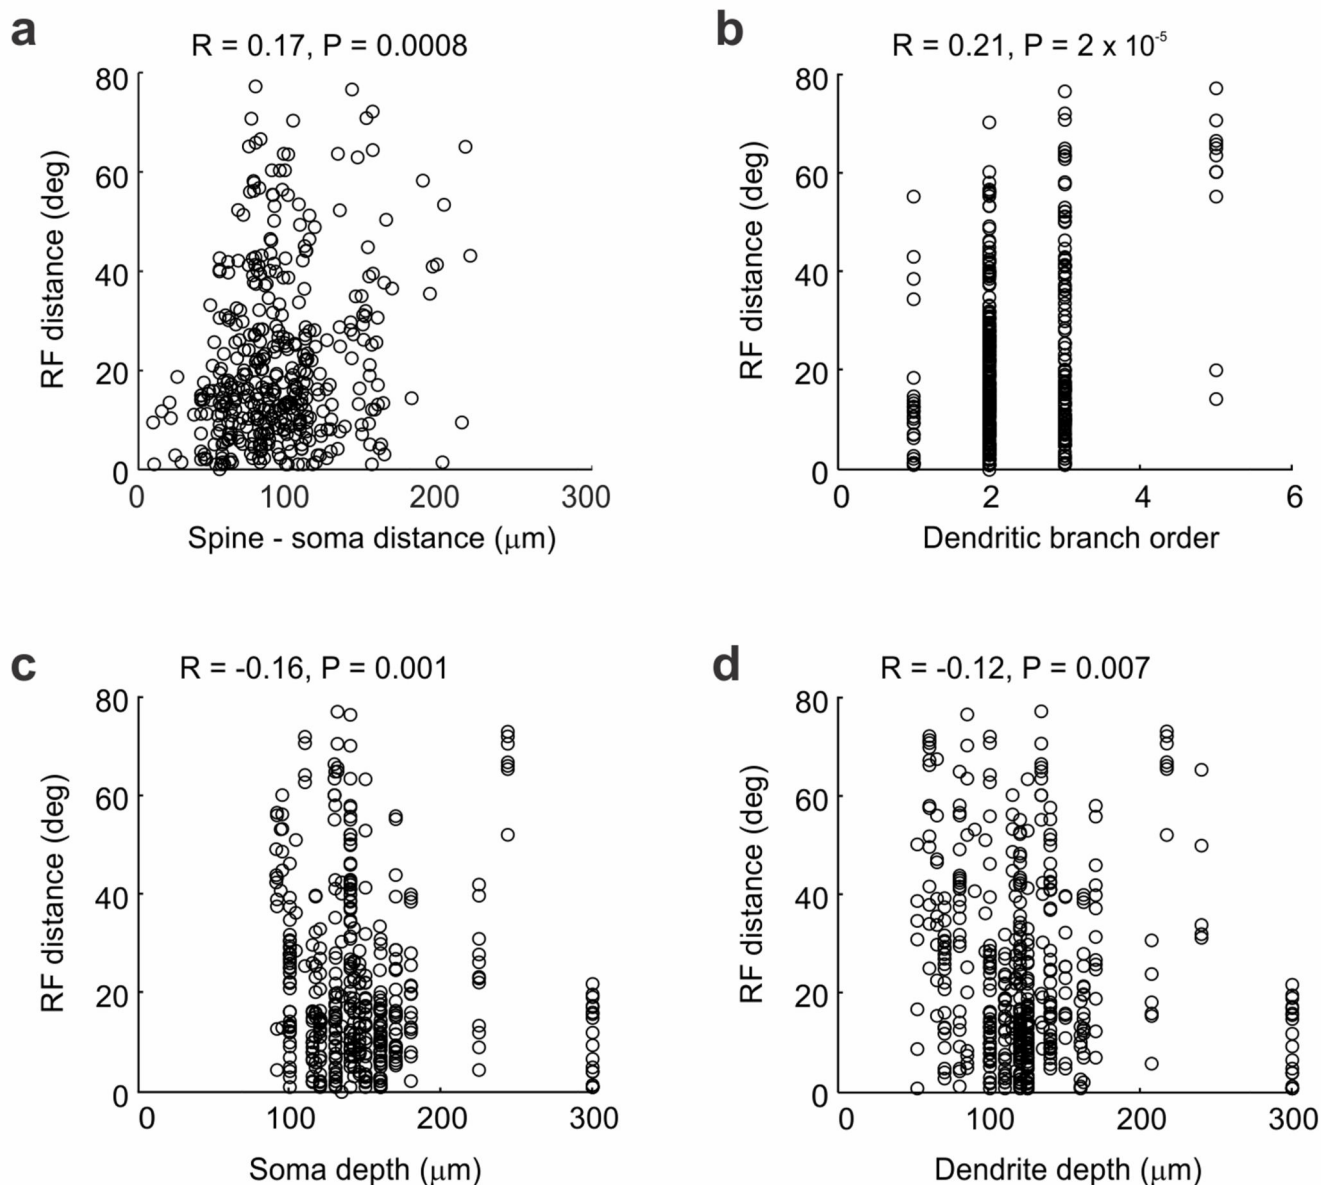 a
R = 0.17, P = 0.0008
80
60
40
20
0
RF distance (deg)
0
100
200
300
Spine - soma distance (μm)
b
R = 0.21, P = 2 x 10⁻⁵
80
60
40
20
0
RF distance (deg)
0
2
4
6
Dendritic branch order
c
R = -0.16, P = 0.001
80
60
40
20
0
RF distance (deg)
0
100
200
300
Soma depth (μm)
d
R = -0.12, P = 0.007
80
60
40
20
0
RF distance (deg)
0
100
200
300
Dendrite depth (μm)